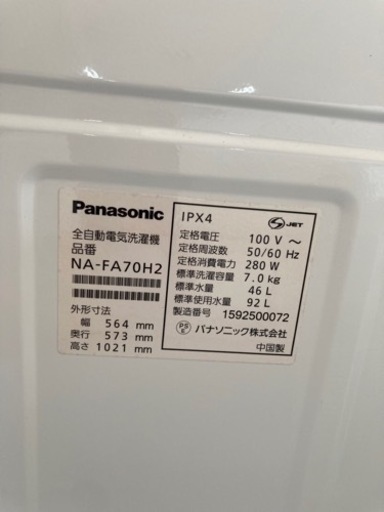 Panasonic
全自動電気洗濯機
品番
NA-FA70H2
外形寸法
幅 564 mm
奥行 573 mm
高さ 1021 mm
IPX4
S JET
定格電圧 100 V ～
定格周波数 50/60 Hz
定格消費電力 280 W
標準洗濯容量 7.0 kg
標準水量 46 L
標準使用水量 92 L
製造番号 1592500072
PS E パナソニック株式会社
中国製